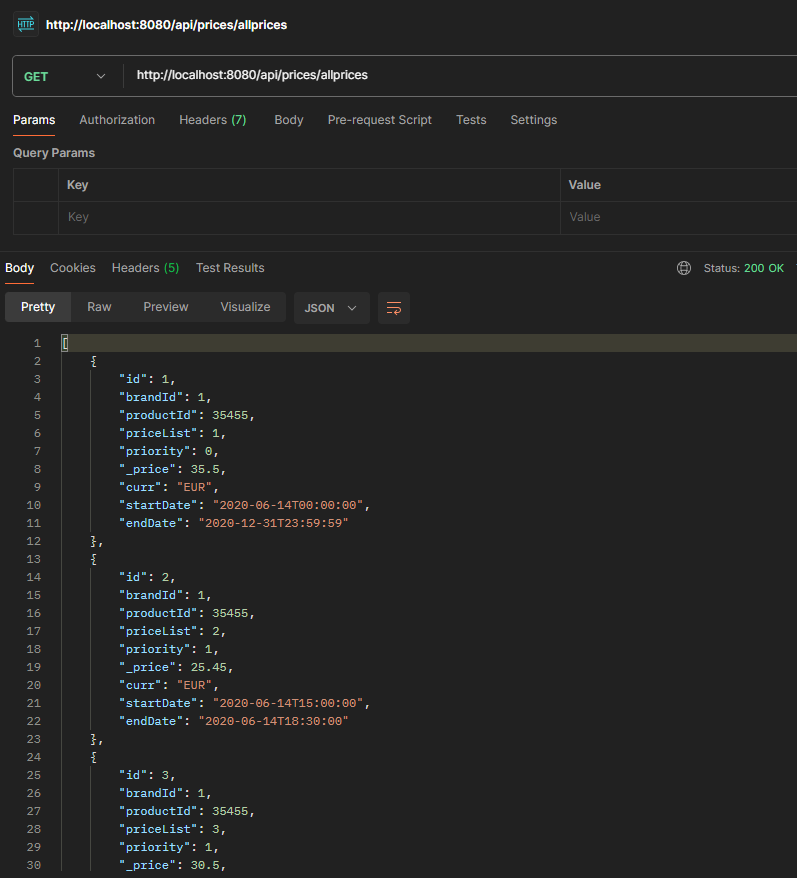 HTTP http://localhost:8080/api/prices/allprices
GET http://localhost:8080/api/prices/allprices
Params Authorization Headers (7) Body Pre-request Script Tests Settings
Query Params
Key Value
Key Value
Body Cookies Headers (5) Test Results Status: 200 OK
Pretty Raw Preview Visualize JSON
1 [
2 {
3 "id": 1,
4 "brandId": 1,
5 "productId": 35455,
6 "priceList": 1,
7 "priority": 0,
8 "_price": 35.5,
9 "curr": "EUR",
10 "startDate": "2020-06-14T00:00:00",
11 "endDate": "2020-12-31T23:59:59"
12 },
13 {
14 "id": 2,
15 "brandId": 1,
16 "productId": 35455,
17 "priceList": 2,
18 "priority": 1,
19 "_price": 25.45,
20 "curr": "EUR",
21 "startDate": "2020-06-14T15:00:00",
22 "endDate": "2020-06-14T18:30:00"
23 },
24 {
25 "id": 3,
26 "brandId": 1,
27 "productId": 35455,
28 "priceList": 3,
29 "priority": 1,
30 "_price": 30.5,